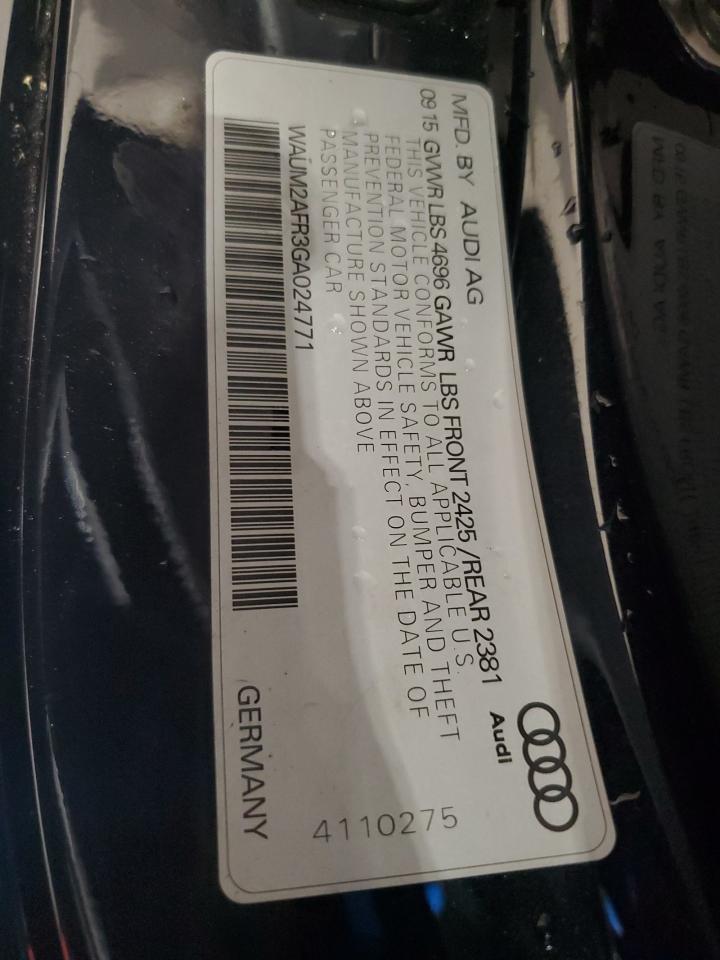 MFD. BY AUDI AG
09 15 GVWR LBS 4696 GAWR LBS FRONT 2425 /REAR 2381
THIS VEHICLE CONFORMS TO ALL APPLICABLE U.S.
FEDERAL MOTOR VEHICLE SAFETY, BUMPER AND THEFT
PREVENTION STANDARDS IN EFFECT ON THE DATE OF
MANUFACTURE SHOWN ABOVE
PASSENGER CAR
WAUM2AFR3GA024771
GERMANY
Audi
4110275